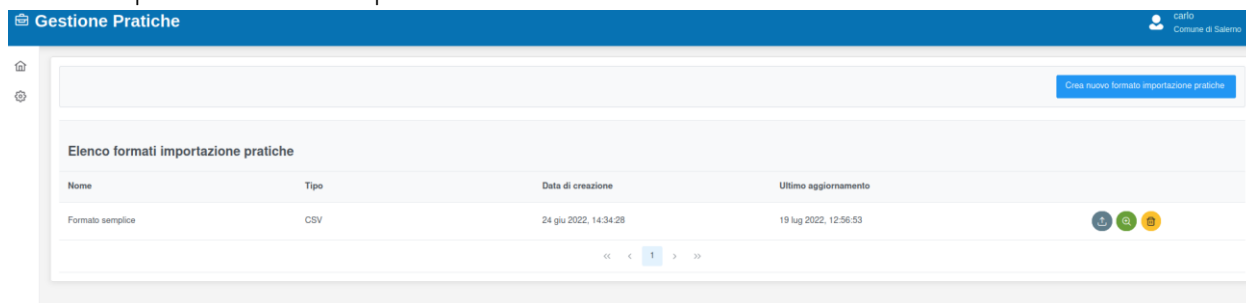 Gestione Pratiche
carlo
Comune di Salerno
Crea nuovo formato importazione pratiche
Elenco formati importazione pratiche
Nome Tipo Data di creazione Ultimo aggiornamento
Formato semplice CSV 24 giu 2022, 14:34:28 19 lug 2022, 12:56:53
« < 1 > »